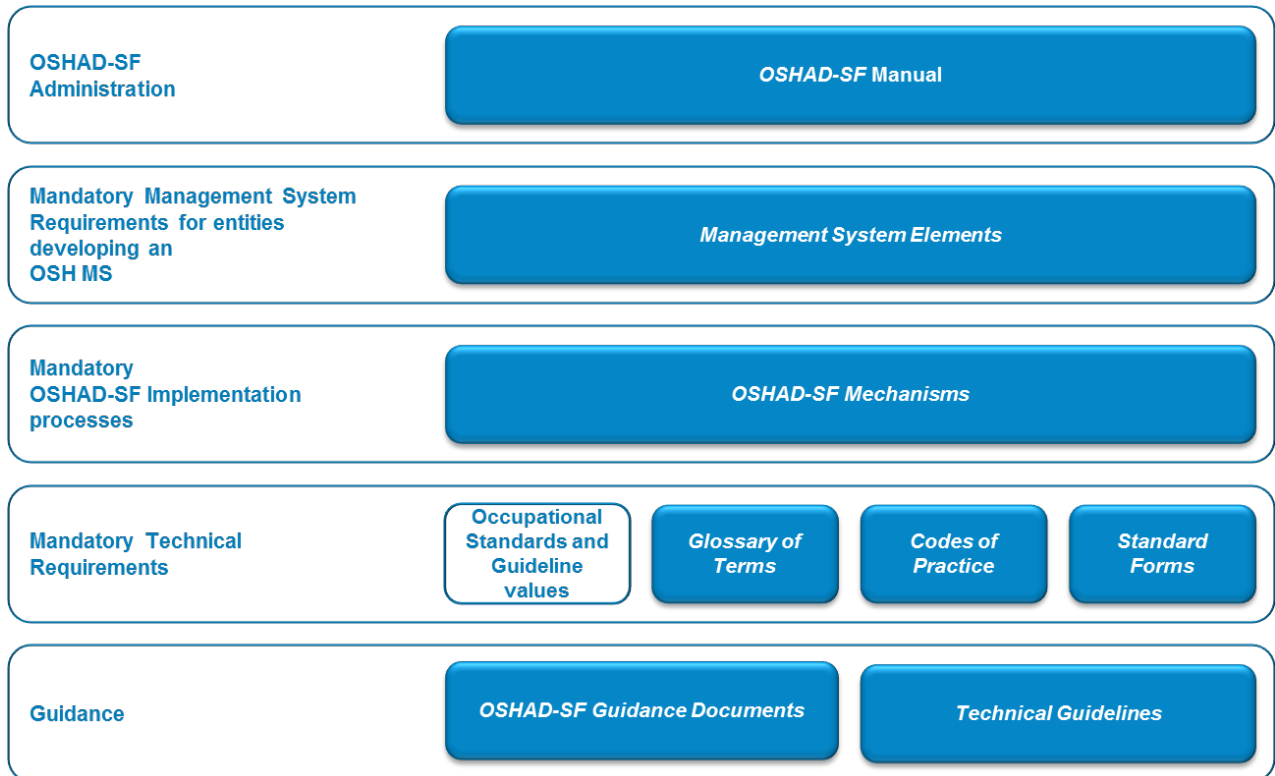 OSHAD-SF
Administration
OSHAD-SF Manual
Mandatory Management System
Requirements for entities
developing an
OSH MS
Management System Elements
Mandatory
OSHAD-SF Implementation
processes
OSHAD-SF Mechanisms
Mandatory Technical
Requirements
Occupational
Standards and
Guideline
values
Glossary of
Terms
Codes of
Practice
Standard
Forms
Guidance
OSHAD-SF Guidance Documents
Technical Guidelines